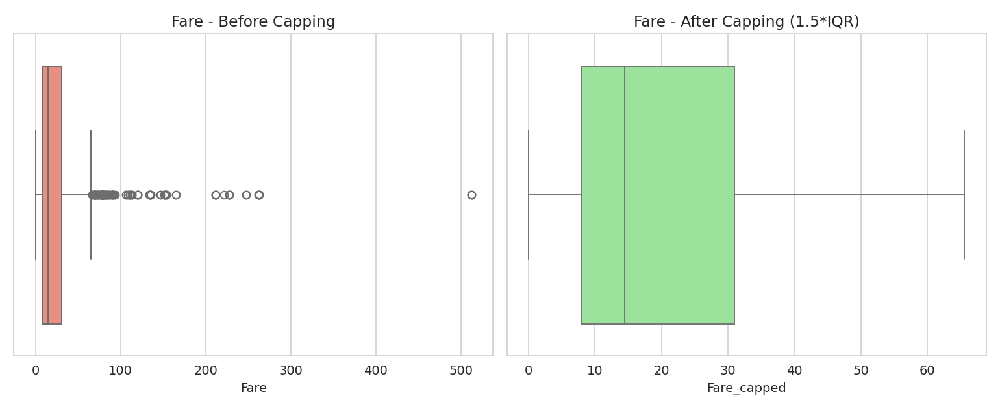 Fare - Before Capping
0 100 200 300 400 500
Fare
Fare - After Capping (1.5*IQR)
0 10 20 30 40 50 60
Fare_capped